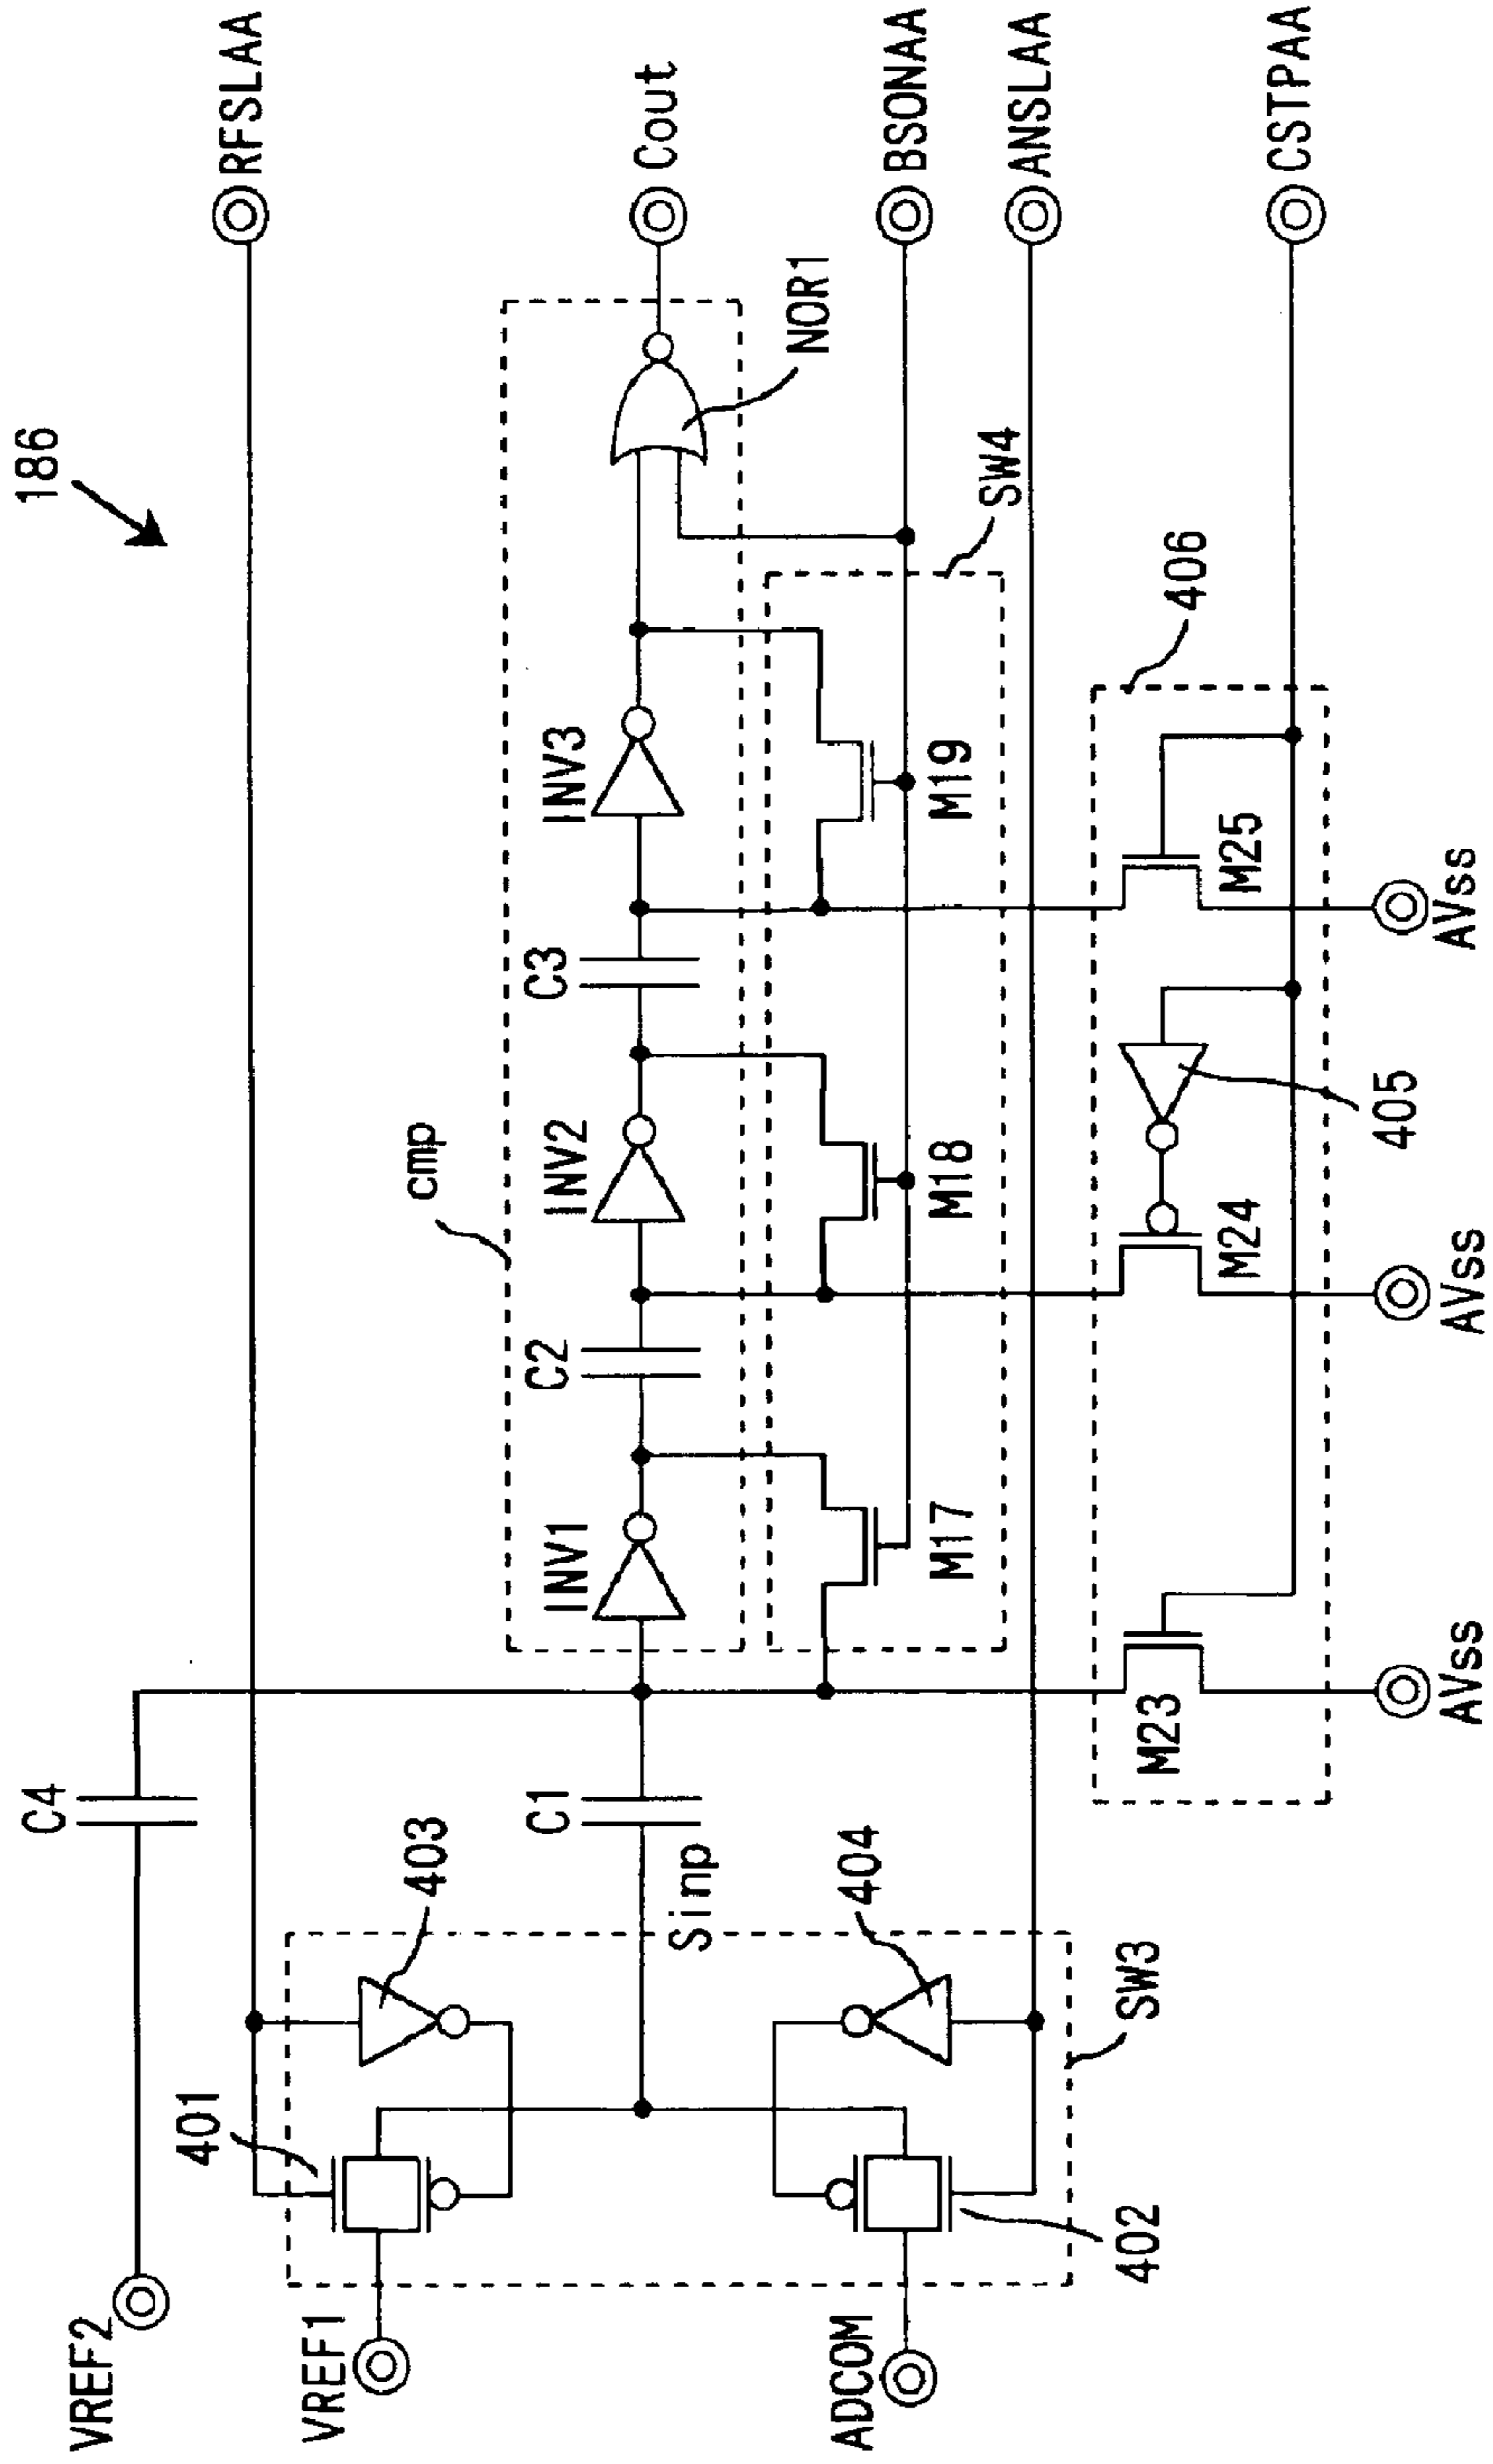 186
RFSLAA
Cout
BSONAA
ANSLAA
CSTPAA
NOR1
SW4
406
cmp
INV1
INV2
INV3
C2
C3
M17
M18
M19
M23
M24
M25
405
AVss
AVss
AVss
C4
C1
Sinp
403
404
401
402
SW3
VREF2
VREF1
ADCOM